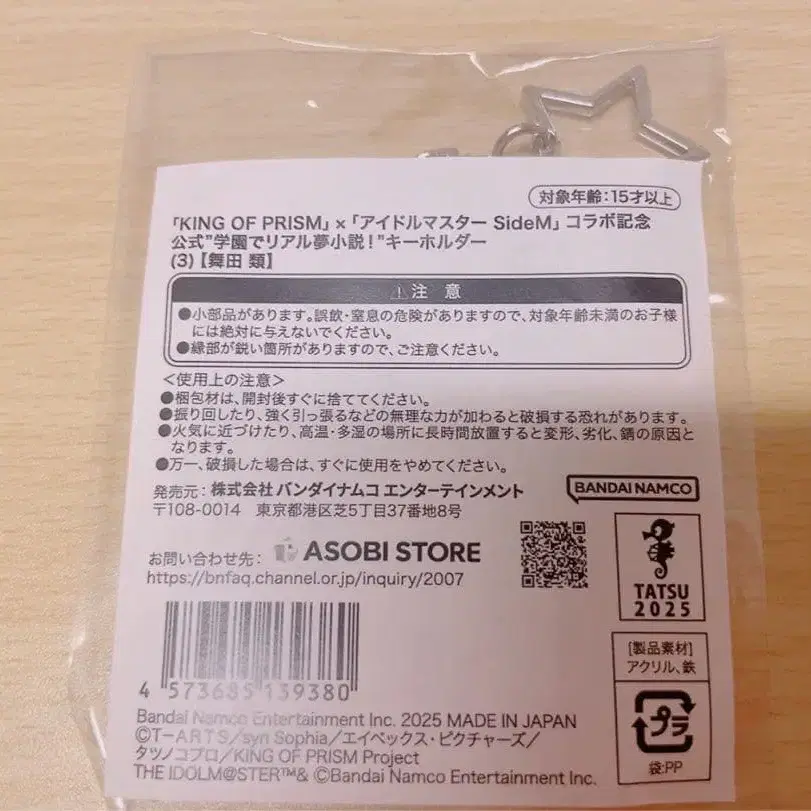 対象年齢：15才以上
「KING OF PRISM」×「アイドルマスター SideM」コラボ記念
公式"学園でリアル夢小説！"キーホルダー
(3)【舞田 類】
⚠注 意
●小部品があります。誤飲・窒息の危険がありますので、対象年齢未満のお子様
には絶対に与えないでください。
●縁部が鋭い箇所がありますので、ご注意ください。
＜使用上の注意＞
●梱包材は、開封後すぐに捨ててください。
●振り回したり、強く引っ張るなどの無理な力が加わると破損する恐れがあります。
●火気に近づけたり、高温・多湿の場所に長時間放置すると変形、劣化、錆の原因と
なります。
●万一、破損した場合は、すぐに使用をやめてください。
発売元：株式会社 バンダイナムコ エンターテインメント
〒108-0014 東京都港区芝5丁目37番地8号
BANDAI NAMCO
お問い合わせ先： ASOBI STORE
https://bnfaq.channel.or.jp/inquiry/2007
TATSU
2025
[製品素材]
アクリル、鉄
プラ
袋:PP
4 573685 139380
Bandai Namco Entertainment Inc. 2025 MADE IN JAPAN
©T-ARTS／syn Sophia／エイベックス・ピクチャーズ／
タツノコプロ／KING OF PRISM Project
THE IDOLM@STER™& ©Bandai Namco Entertainment Inc.